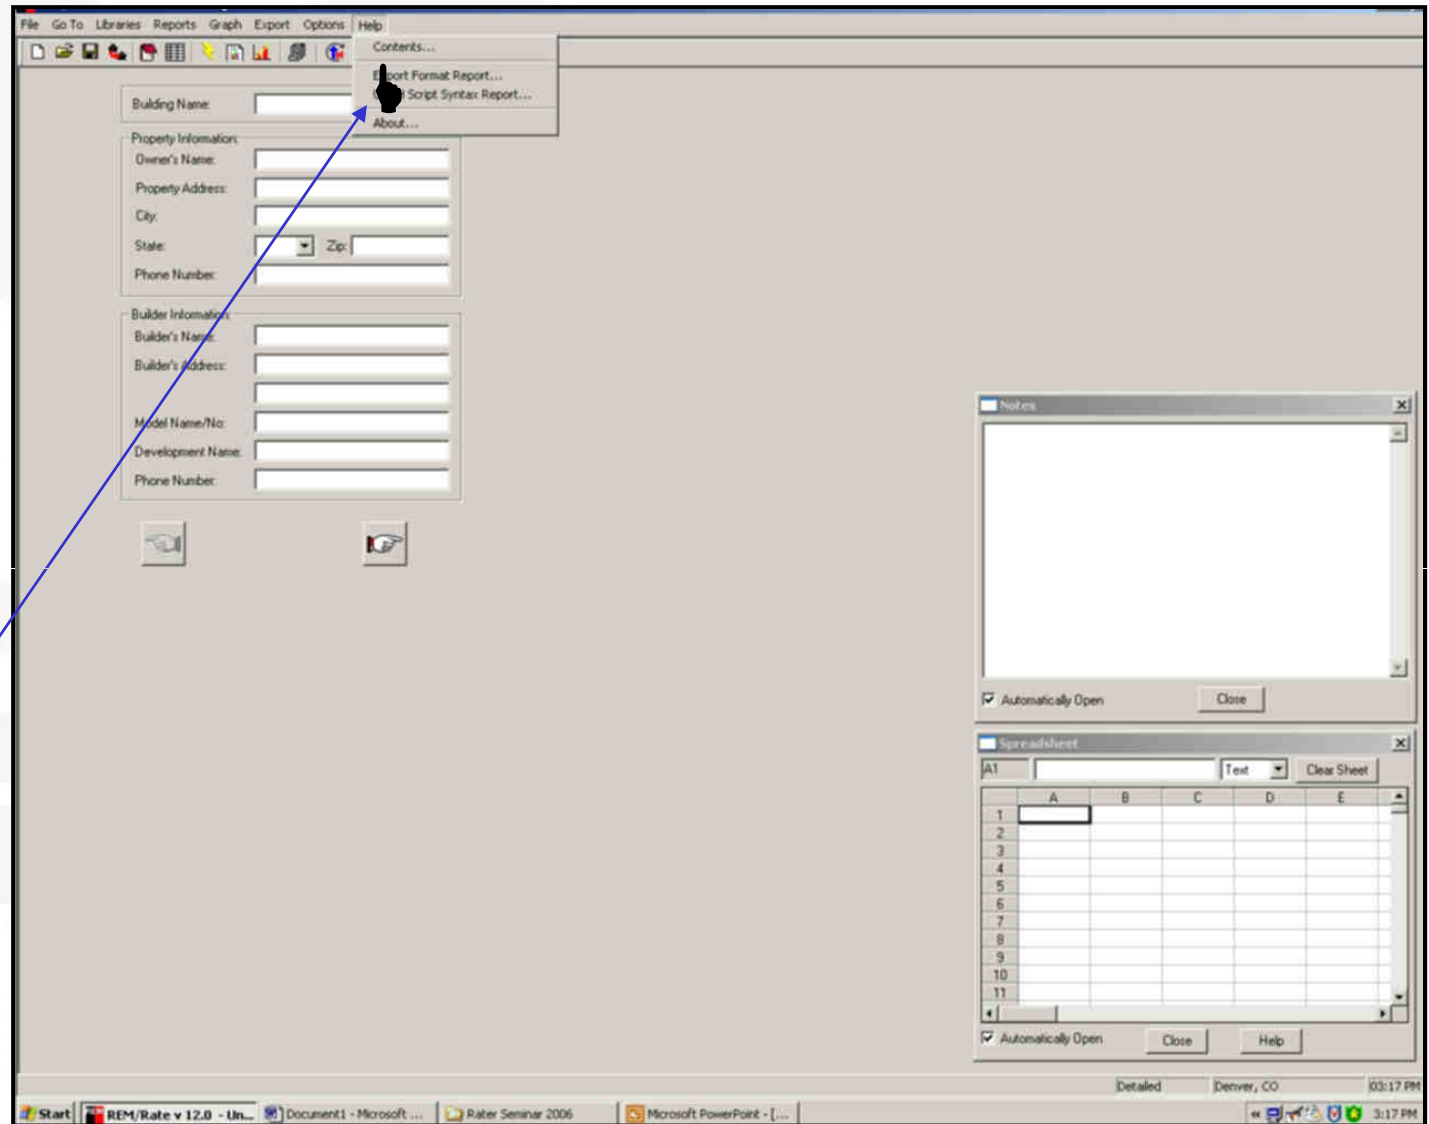 File Go To Libraries Reports Graph Export Options Help
Contents...
Export Format Report...
Script Syntax Report...
About...
Building Name:
Property Information:
Owner's Name:
Property Address:
City:
State: Zip:
Phone Number:
Builder Information:
Builder's Name:
Builder's Address:
Model Name/No:
Development Name:
Phone Number:
Notes
Automatically Open Close
Spreadsheet
A1 Text Clear Sheet
A B C D E
1
2
3
4
5
6
7
8
9
10
11
Automatically Open Close Help
Detailed Denver, CO 03:17 PM
Start REM/Rate v 12.0 - Un... Document1 - Microsoft ... Rater Seminar 2006 Microsoft PowerPoint - [... « 3:17 PM